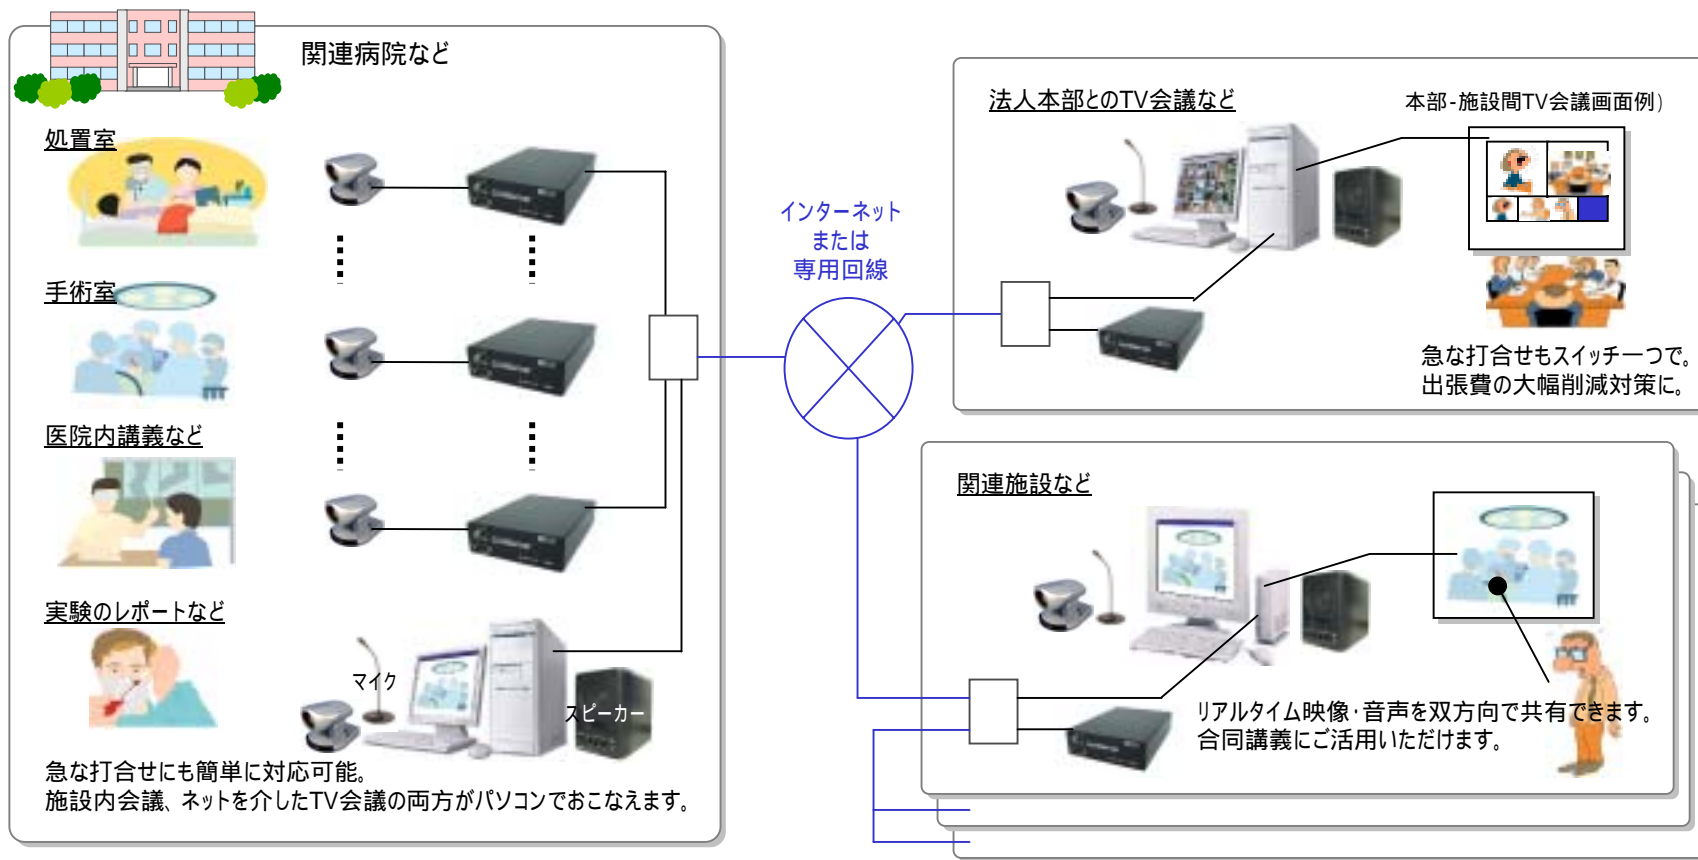 関連病院など
処置室
手術室
医院内講義など
実験のレポートなど
マイク
スピーカー
急な打合せにも簡単に対応可能。
施設内会議、ネットを介したTV会議の両方がパソコンでおこなえます。
インターネット
または
専用回線
法人本部とのTV会議など
本部-施設間TV会議画面例)
急な打合せもスイッチ一つで。
出張費の大幅削減対策に。
関連施設など
リアルタイム映像・音声を双方向で共有できます。
合同講義にご活用いただけます。